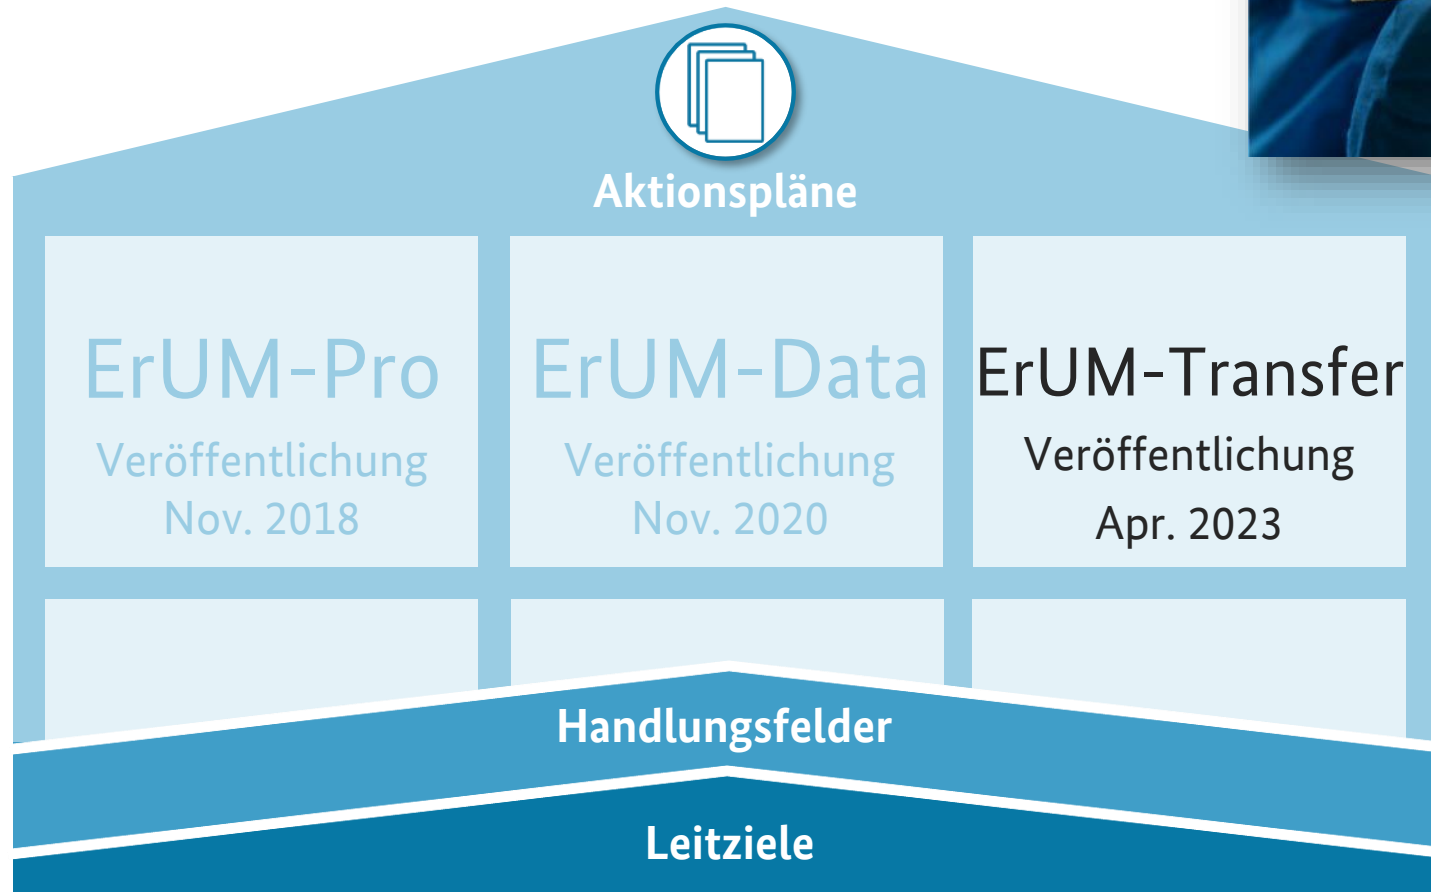 Aktionspläne
ErUM-Pro
Veröffentlichung
Nov. 2018
ErUM-Data
Veröffentlichung
Nov. 2020
ErUM-Transfer
Veröffentlichung
Apr. 2023
Handlungsfelder
Leitziele